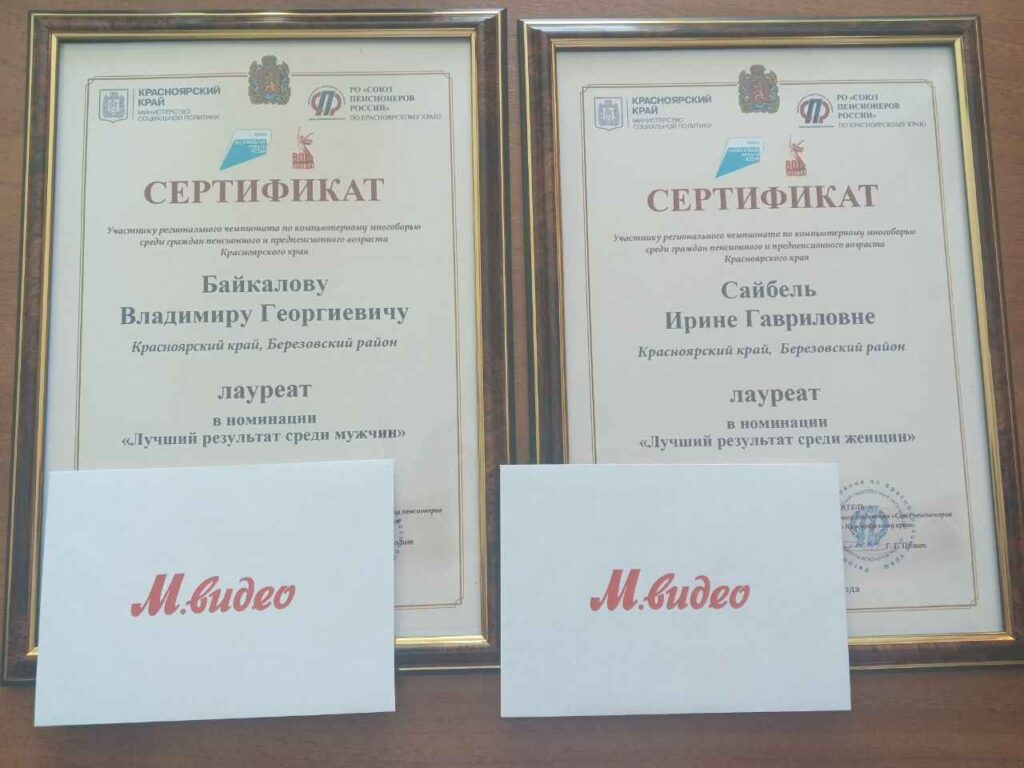 КРАСНОЯРСКИЙ
КРАЙ
МИНИСТЕРСТВО
СОЦИАЛЬНОЙ ПОЛИТИКИ
РО «СОЮЗ
ПЕНСИОНЕРОВ
РОССИИ»
ПО КРАСНОЯРСКОМУ КРАЮ
СЕРТИФИКАТ
Участнику регионального чемпионата по компьютерному многоборью
среди граждан пенсионного и предпенсионного возраста
Красноярского края
Байкалову
Владимиру Георгиевичу
Красноярский край, Березовский район
лауреат
в номинации
«Лучший результат среди мужчин»
М.видео
КРАСНОЯРСКИЙ
КРАЙ
МИНИСТЕРСТВО
СОЦИАЛЬНОЙ ПОЛИТИКИ
РО «СОЮЗ
ПЕНСИОНЕРОВ
РОССИИ»
ПО КРАСНОЯРСКОМУ КРАЮ
СЕРТИФИКАТ
Участнику регионального чемпионата по компьютерному многоборью
среди граждан пенсионного и предпенсионного возраста
Красноярского края
Сайбель
Ирине Гавриловне
Красноярский край, Березовский район
лауреат
в номинации
«Лучший результат среди женщин»
М.видео